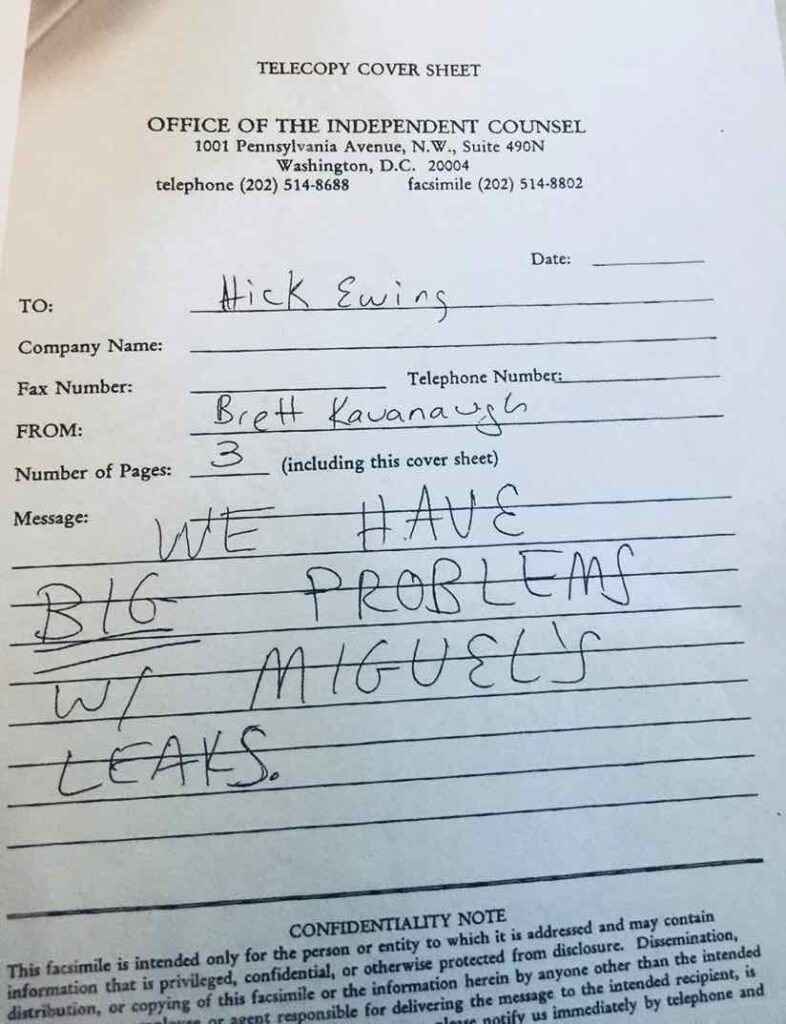 TELECOPY COVER SHEET
OFFICE OF THE INDEPENDENT COUNSEL
1001 Pennsylvania Avenue, N.W., Suite 490N
Washington, D.C. 20004
telephone (202) 514-8688 facsimile (202) 514-8802
Date:
TO: Hick Ewing
Company Name:
Fax Number: Telephone Number:
FROM: Brett Kavanaugh
Number of Pages: 3 (including this cover sheet)
Message: WE HAVE
BIG PROBLEMS
W/ MIGUEL'S
LEAKS.
CONFIDENTIALITY NOTE
This facsimile is intended only for the person or entity to which it is addressed and may contain
information that is privileged, confidential, or otherwise protected from disclosure. Dissemination,
distribution, or copying of this facsimile or the information herein by anyone other than the intended
or agent responsible for delivering the message to the intended recipient, is
notify us immediately by telephone and